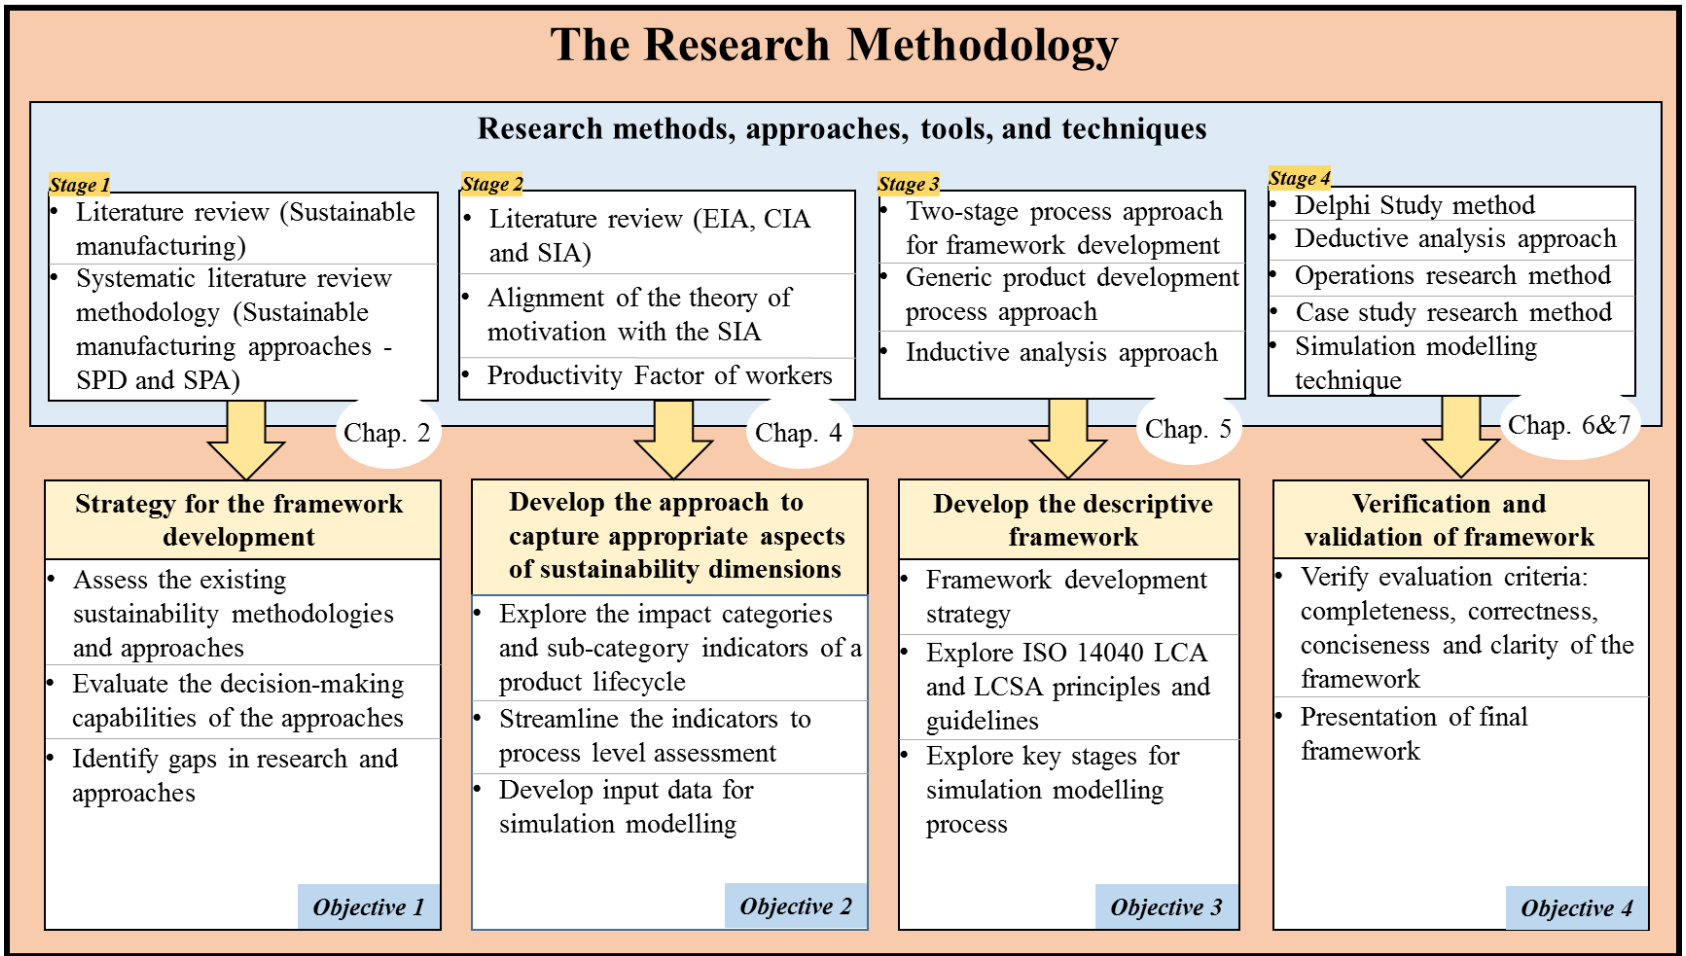 The Research Methodology
Research methods, approaches, tools, and techniques
Stage 1
• Literature review (Sustainable
manufacturing)
• Systematic literature review
methodology (Sustainable
manufacturing approaches -
SPD and SPA)
Chap. 2
Stage 2
• Literature review (EIA, CIA
and SIA)
• Alignment of the theory of
motivation with the SIA
• Productivity Factor of workers
Chap. 4
Stage 3
• Two-stage process approach
for framework development
• Generic product development
process approach
• Inductive analysis approach
Chap. 5
Stage 4
• Delphi Study method
• Deductive analysis approach
• Operations research method
• Case study research method
• Simulation modelling
technique
Chap. 6&7
Strategy for the framework
development
• Assess the existing
sustainability methodologies
and approaches
• Evaluate the decision-making
capabilities of the approaches
• Identify gaps in research and
approaches
Objective 1
Develop the approach to
capture appropriate aspects
of sustainability dimensions
• Explore the impact categories
and sub-category indicators of a
product lifecycle
• Streamline the indicators to
process level assessment
• Develop input data for
simulation modelling
Objective 2
Develop the descriptive
framework
• Framework development
strategy
• Explore ISO 14040 LCA
and LCSA principles and
guidelines
• Explore key stages for
simulation modelling
process
Objective 3
Verification and
validation of framework
• Verify evaluation criteria:
completeness, correctness,
conciseness and clarity of the
framework
• Presentation of final
framework
Objective 4